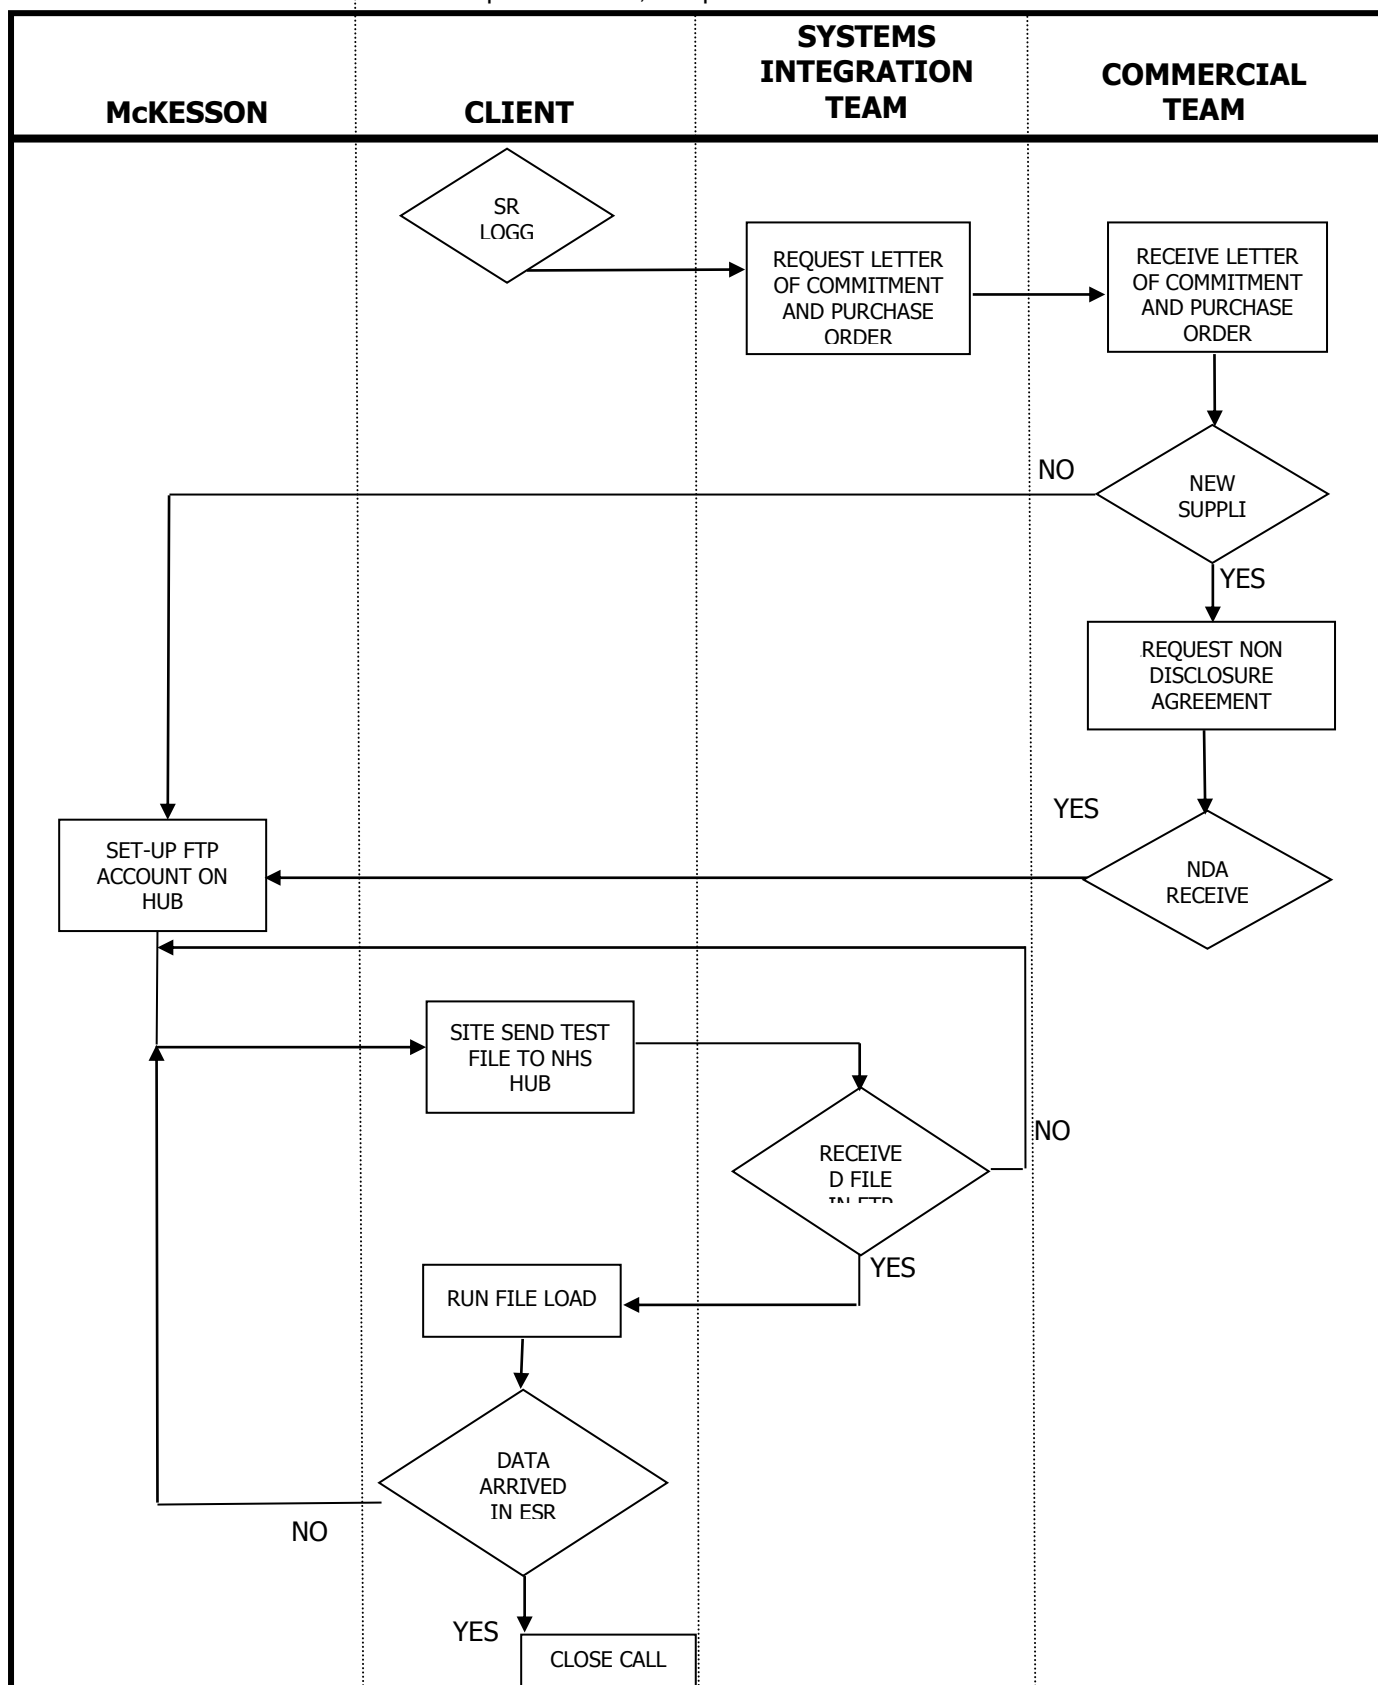 McKESSON
CLIENT
SYSTEMS
INTEGRATION
TEAM
COMMERCIAL
TEAM
SR
LOGG
REQUEST LETTER
OF COMMITMENT
AND PURCHASE
ORDER
RECEIVE LETTER
OF COMMITMENT
AND PURCHASE
ORDER
NO
NEW
SUPPLI
YES
REQUEST NON
DISCLOSURE
AGREEMENT
YES
SET-UP FTP
ACCOUNT ON
HUB
NDA
RECEIVE
SITE SEND TEST
FILE TO NHS
HUB
NO
RECEIVE
D FILE
IN FTP
YES
RUN FILE LOAD
DATA
ARRIVED
IN ESR
NO
YES
CLOSE CALL